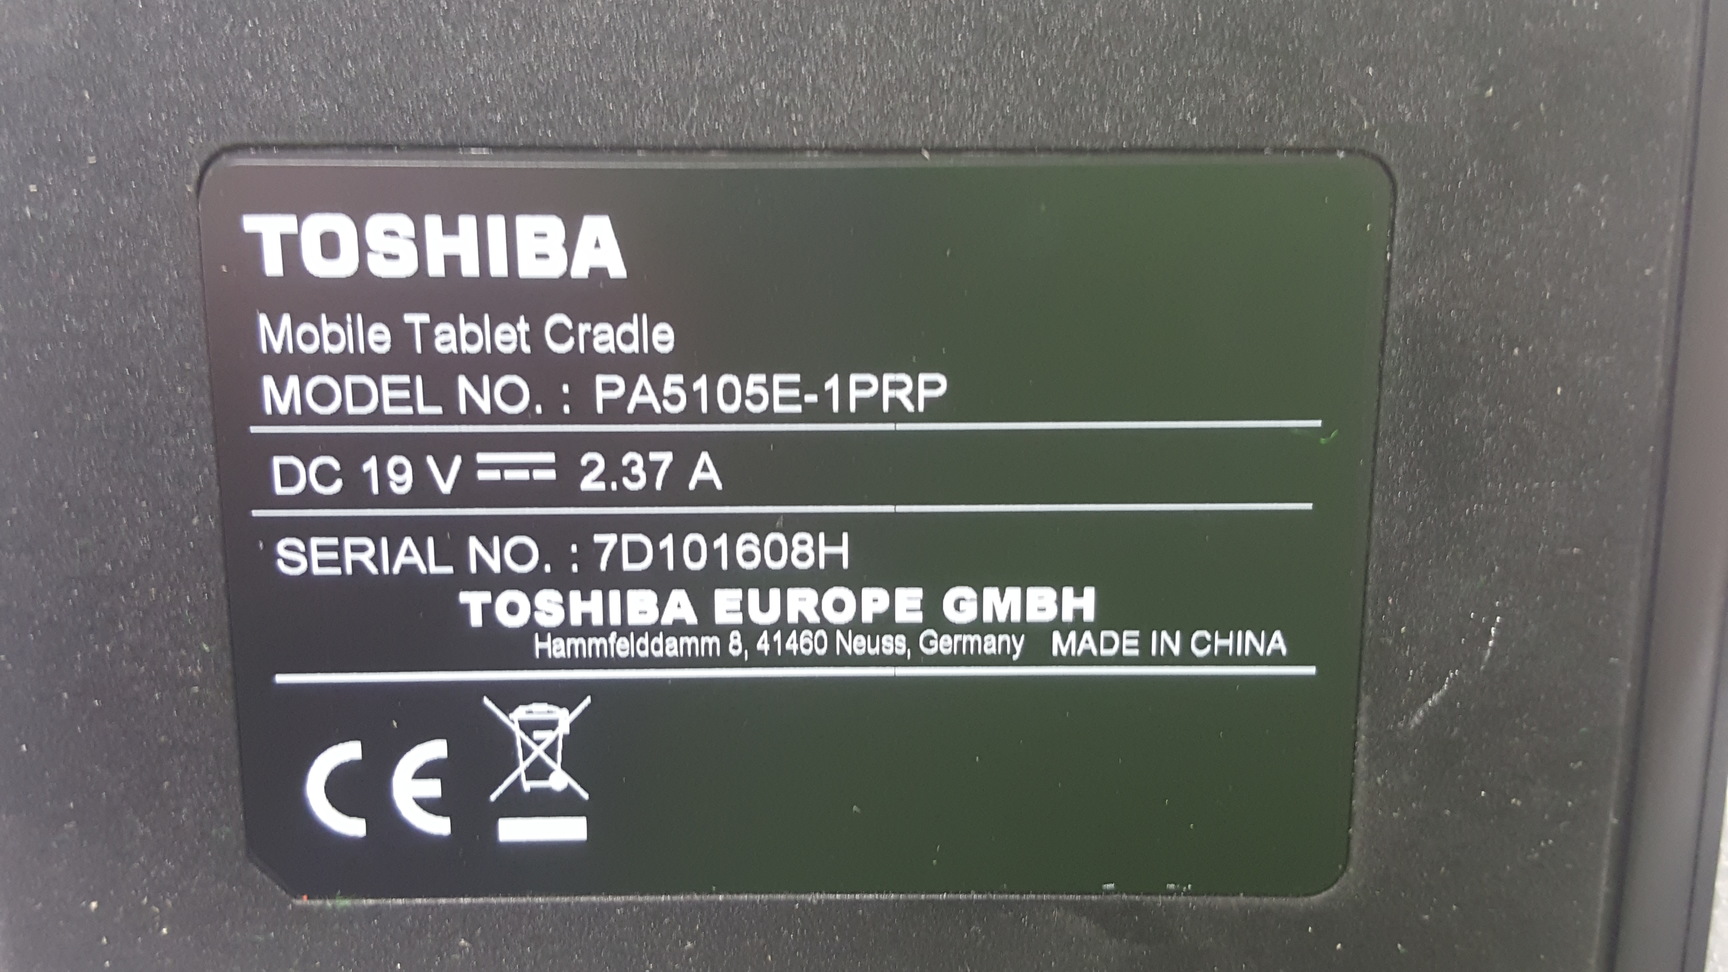 TOSHIBA
Mobile Tablet Cradle
MODEL NO. : PA5105E-1PRP
DC 19 V ⎓ 2.37 A
SERIAL NO. : 7D101608H
TOSHIBA EUROPE GMBH
Hammfelddamm 8, 41460 Neuss, Germany MADE IN CHINA
CE